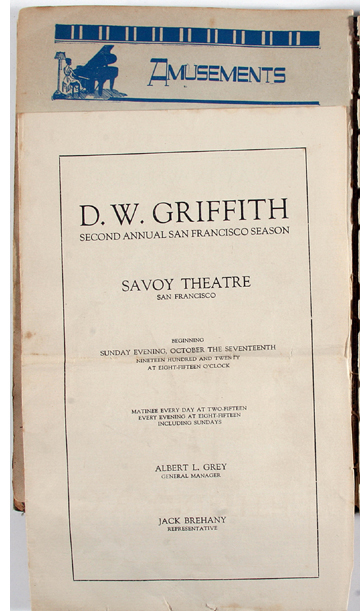 AMUSEMENTS
D. W. GRIFFITH
SECOND ANNUAL SAN FRANCISCO SEASON
SAVOY THEATRE
SAN FRANCISCO
BEGINNING
SUNDAY EVENING, OCTOBER THE SEVENTEENTH
NINETEEN HUNDRED AND TWENTY
AT EIGHT-FIFTEEN O'CLOCK
MATINEE EVERY DAY AT TWO-FIFTEEN
EVERY EVENING AT EIGHT-FIFTEEN
INCLUDING SUNDAYS
ALBERT L. GREY
GENERAL MANAGER
JACK BREHANY
REPRESENTATIVE